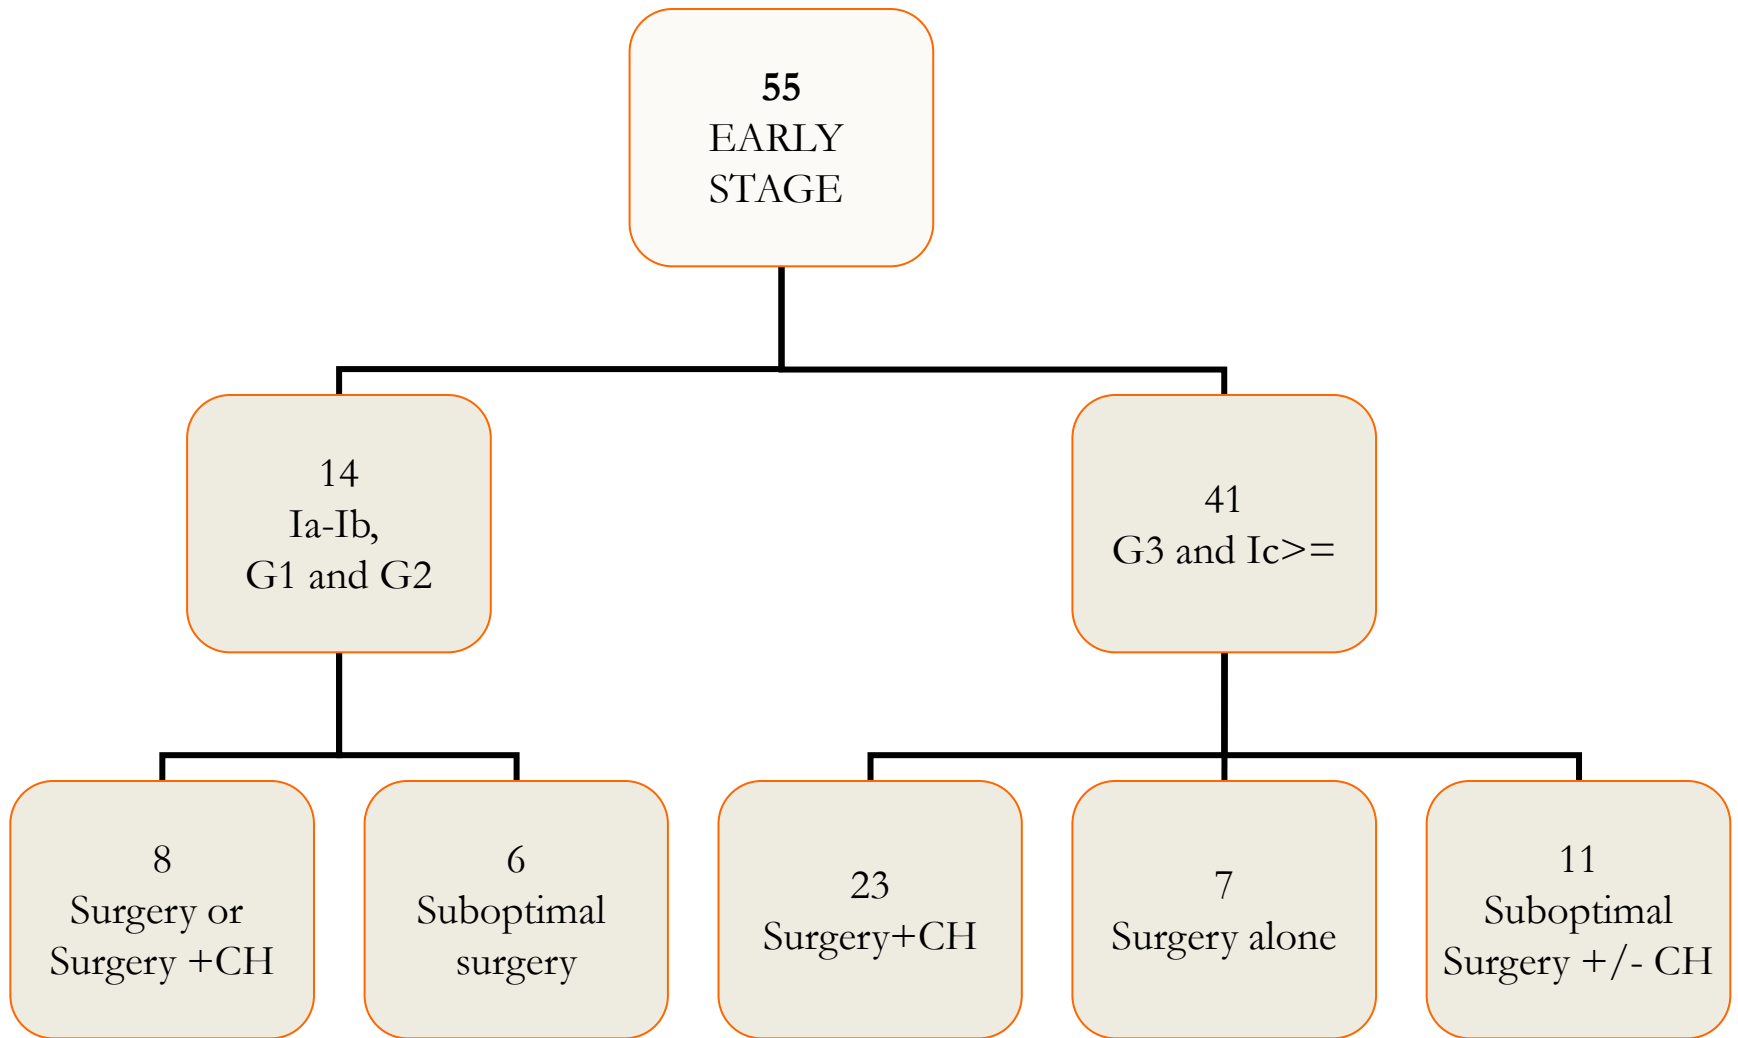 55
EARLY
STAGE
14
Ia-Ib,
G1 and G2
41
G3 and Ic>=
8
Surgery or
Surgery +CH
6
Suboptimal
surgery
23
Surgery+CH
7
Surgery alone
11
Suboptimal
Surgery +/- CH